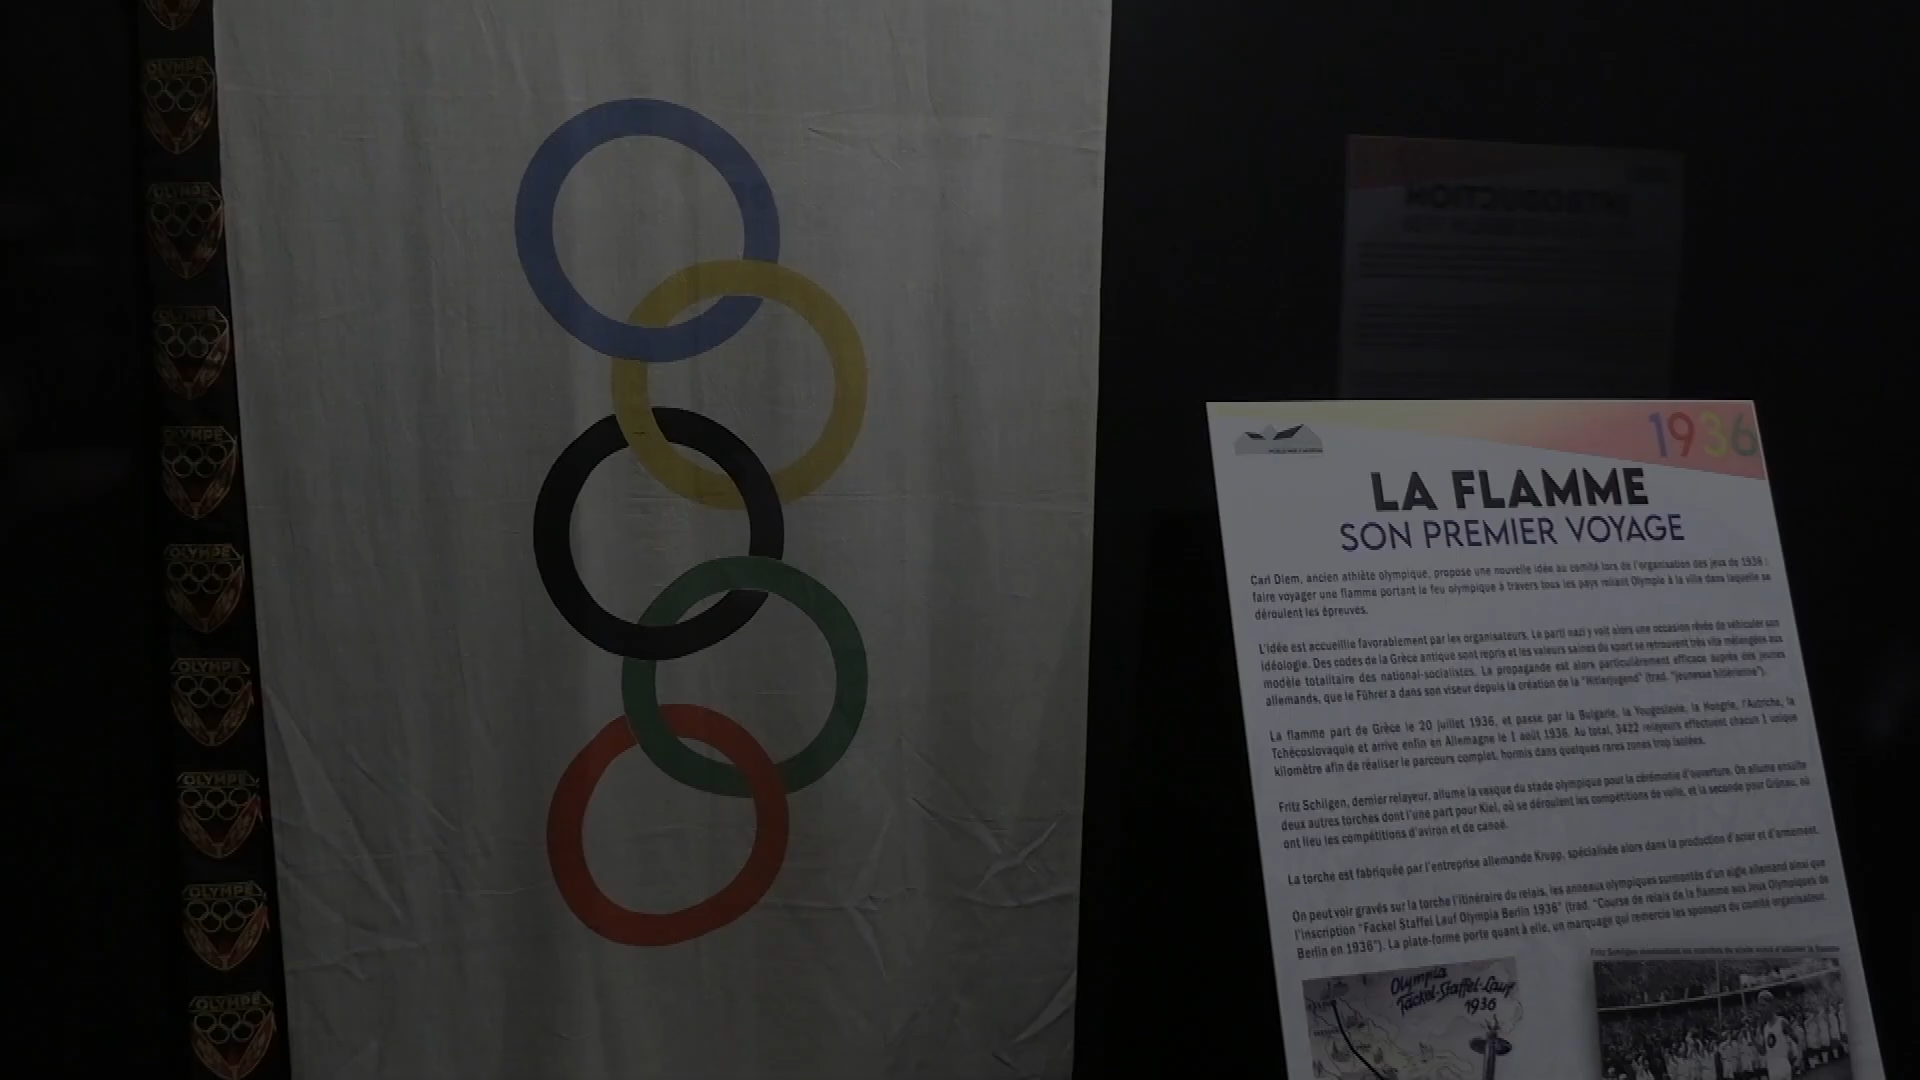 OLYMPE
OLYMPE
OLYMPE
OLYMPE
OLYMPE
OLYMPE
OLYMPE
OLYMPE
OLYMPE
1936
LA FLAMME
SON PREMIER VOYAGE
Carl Diem, ancien athlète olympique, propose une nouvelle idée au comité lors de l'organisation des jeux de 1936 :
faire voyager une flamme portant le feu olympique à travers tous les pays reliant Olympie à la ville dans laquelle se
déroulent les épreuves.
L'idée est accueillie favorablement par les organisateurs. Le parti nazi y voit alors une occasion rêvée de véhiculer son
idéologie. Des codes de la Grèce antique sont repris et les valeurs saines du sport se retrouvent très vite mélangées aux
modèle totalitaire des national-socialistes. La propagande est alors particulièrement efficace auprès des jeunes
allemands, que le Führer a dans son viseur depuis la création de la "Hitlerjugend" (trad. "jeunesse hitlérienne").
La flamme part de Grèce le 20 juillet 1936, et passe par la Bulgarie, la Yougoslavie, la Hongrie, l'Autriche, la
Tchécoslovaquie et arrive enfin en Allemagne le 1 août 1936. Au total, 3422 relayeurs effectuent chacun 1 unique
kilomètre afin de réaliser le parcours complet, hormis dans quelques rares zones trop isolées.
Fritz Schilgen, dernier relayeur, allume la vasque du stade olympique pour la cérémonie d'ouverture. On allume ensuite
deux autres torches dont l'une part pour Kiel, où se déroulent les compétitions de voile, et la seconde pour Grünau, où
ont lieu les compétitions d'aviron et de canoé.
La torche est fabriquée par l'entreprise allemande Krupp, spécialisée alors dans la production d'acier et d'armement.
On peut voir gravés sur la torche l'itinéraire du relais, les anneaux olympiques surmontés d'un aigle allemand ainsi que
l'inscription "Fackel Staffel Lauf Olympia Berlin 1936" (trad. "Course de relais de la flamme aux Jeux Olympiques de
Berlin en 1936"). La plate-forme porte quant à elle, un marquage qui remercie les sponsors du comité organisateur.
Olympia
Fackel-Staffel-Lauf
1936